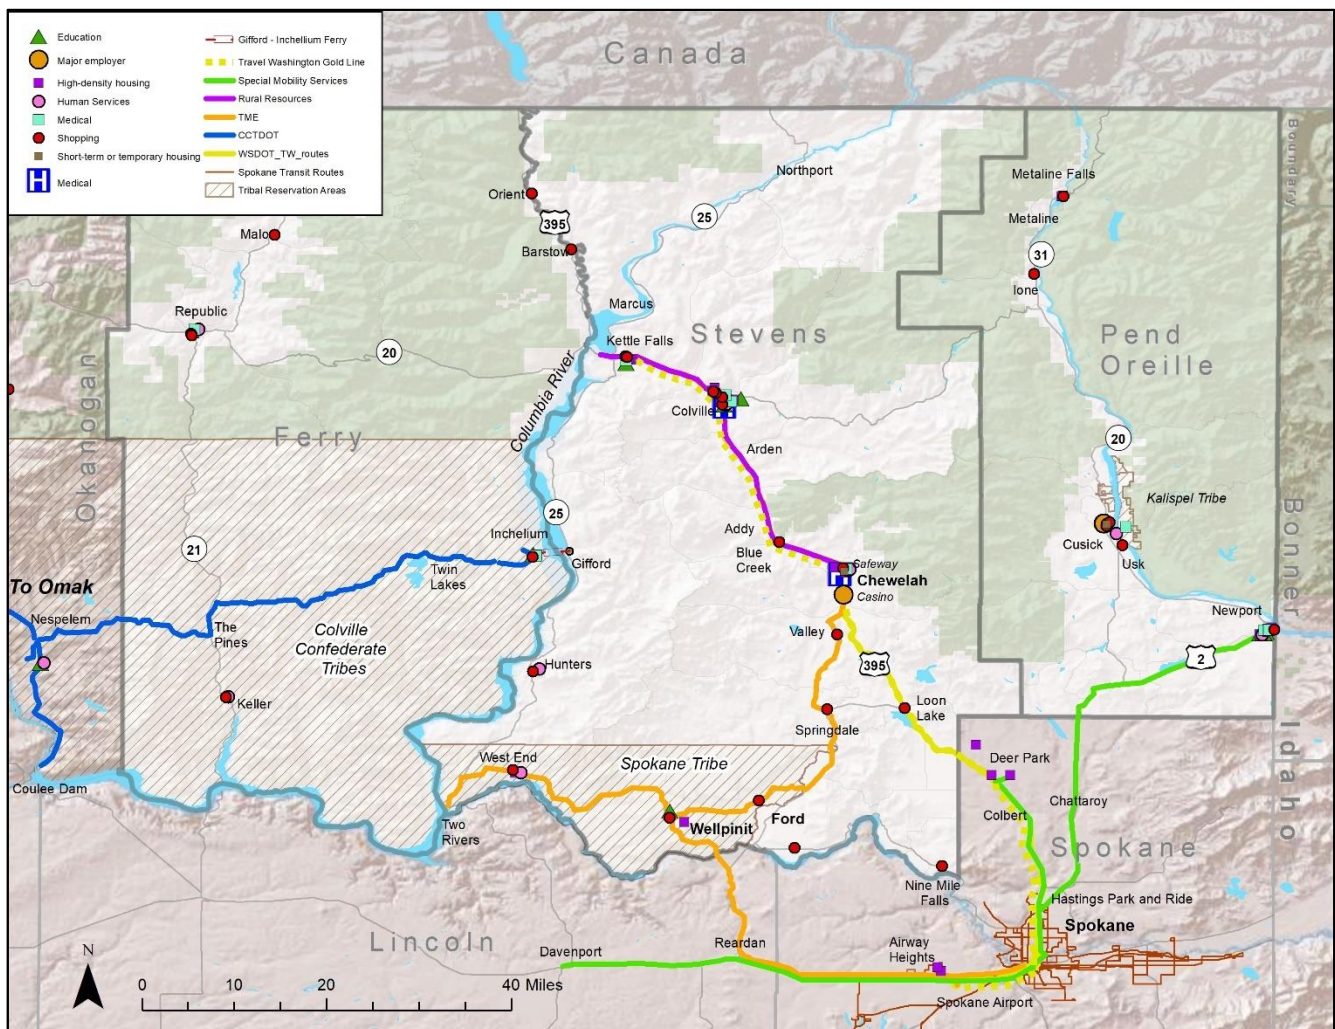 Education
Major employer
High-density housing
Human Services
Medical
Shopping
Short-term or temporary housing
H Medical
Gifford - Inchellium Ferry
Travel Washington Gold Line
Special Mobility Services
Rural Resources
TME
CCTDOT
WSDOT_TW_routes
Spokane Transit Routes
Tribal Reservation Areas
Canada
Boundary
Northport
Metaline Falls
Orient
25
Metaline
395
Malo
Barstow
31
Ione
Marcus
Republic
Stevens
Pend
Oreille
Kettle Falls
20
Okanogan
Columbia River
Colville
H
Ferry
20
Arden
Kalispel Tribe
Bonner
25
Inchelium
Addy
Cusick
21
Blue
Creek
Usk
Gifford
Safeway
Twin
Lakes
H
Chewelah
To Omak
Casino
Nespelem
Newport
The
Pines
Colville
Confederate
Tribes
Valley
395
2
Hunters
Keller
Loon
Lake
Springdale
Idaho
West End
Spokane Tribe
Deer Park
Coulee Dam
Chattaroy
Colbert
Two
Rivers
Wellpinit
Ford
Spokane
Nine Mile
Falls
Hastings Park and Ride
Spokane
Lincoln
Davenport
Reardan
Airway
Heights
N
0 10 20 40 Miles
Spokane Airport